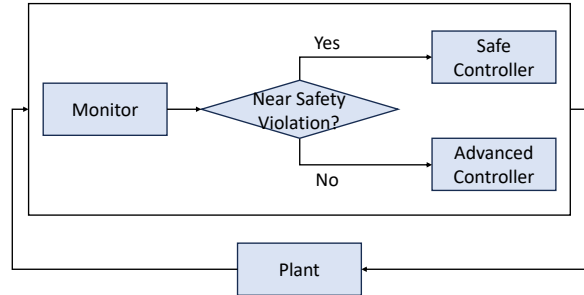 Yes
Safe
Controller
Monitor
Near Safety
Violation?
Advanced
Controller
No
Plant